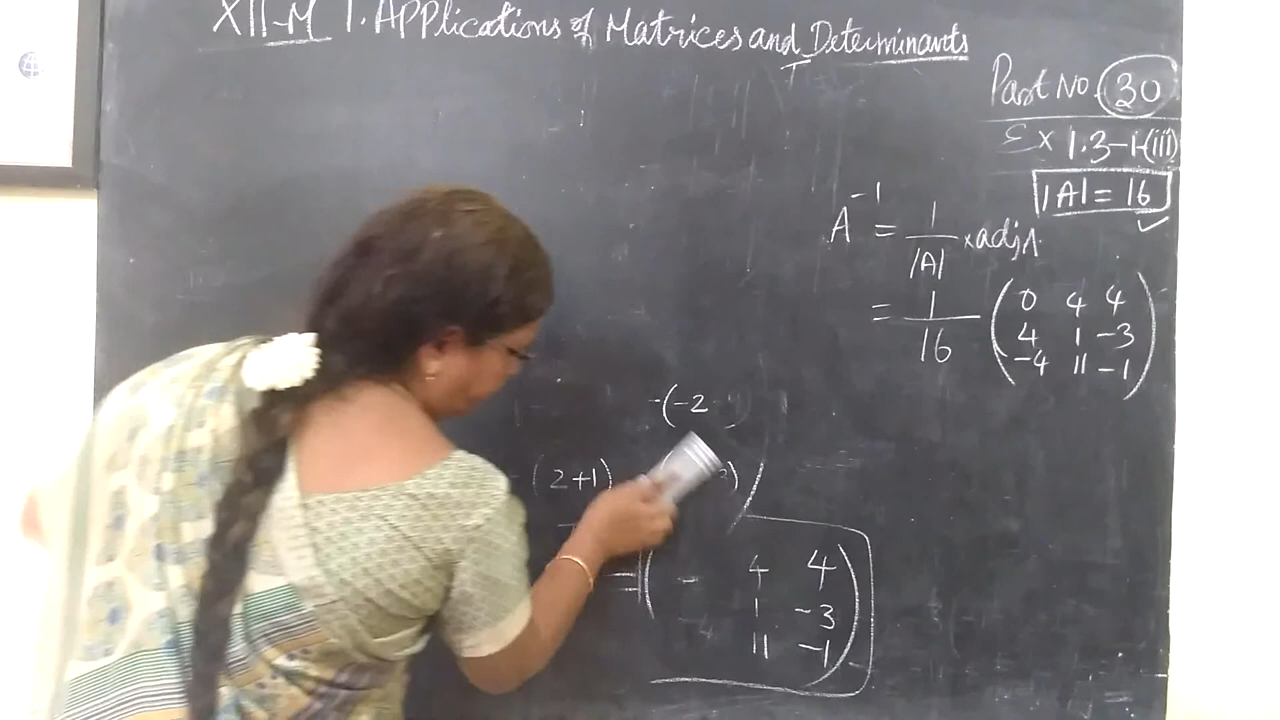 XII-M 1. Applications of Matrices and Determinants
Part No. 30
Ex 1.3-1-(iii)
|A| = 16
A⁻¹ = 1/|A| × adj A
= 1/16 (0 4 4
4 1 -3
-4 11 -1)
-(-2
(2+1)
= ( 4 4
1 -3
-4 11 -1)